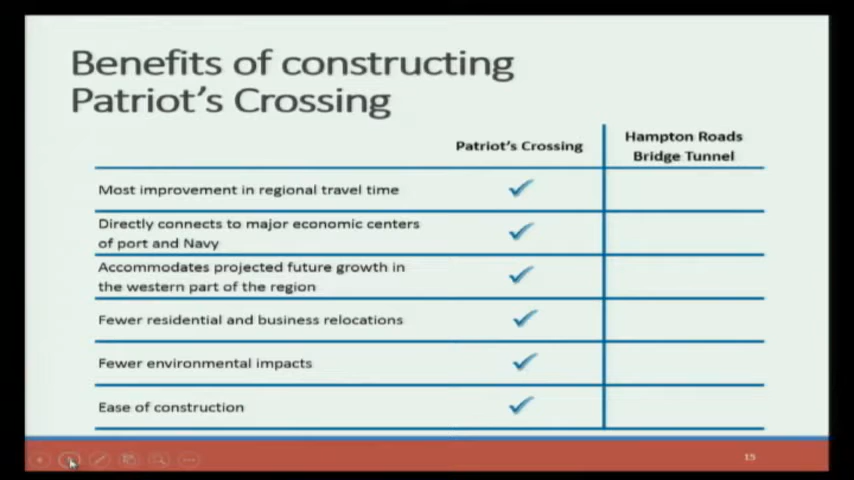 Benefits of constructing
Patriot's Crossing
Patriot's Crossing
Hampton Roads
Bridge Tunnel
Most improvement in regional travel time
Directly connects to major economic centers
of port and Navy
Accommodates projected future growth in
the western part of the region
Fewer residential and business relocations
Fewer environmental impacts
Ease of construction
15